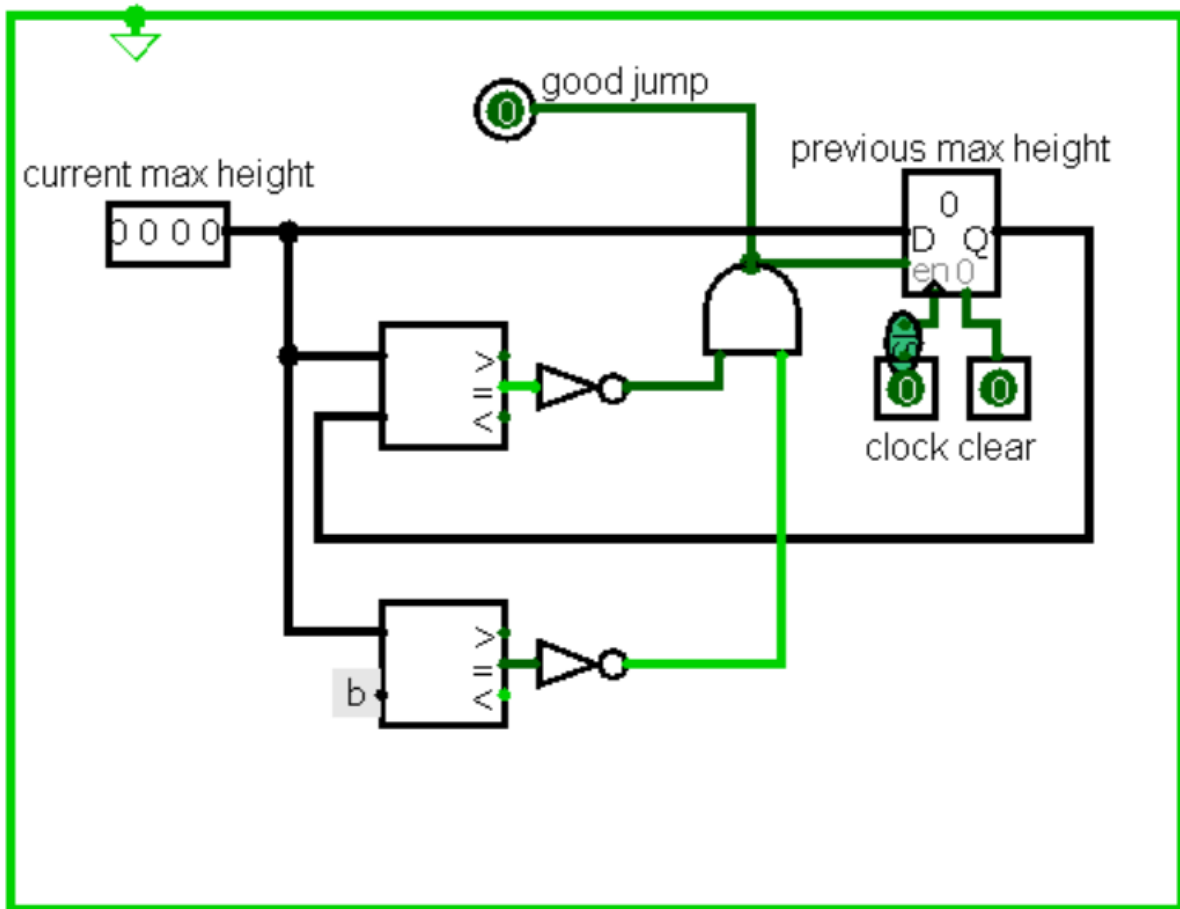 0 good jump
previous max height
current max height
0
0 0 0 0
D Q
en 0
>
=
<
0 0
clock clear
>
=
b <